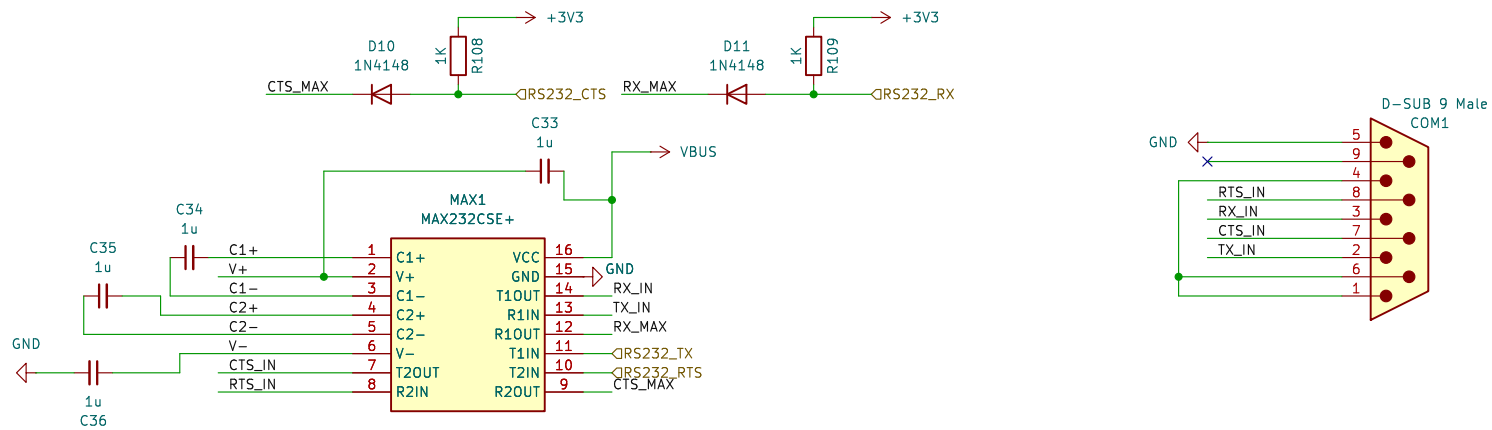 +3V3
+3V3
D10
1N4148
1K
R108
CTS_MAX
RS232_CTS
D11
1N4148
1K
R109
RX_MAX
RS232_RX
C33
1u
VBUS
MAX1
MAX232CSE+
C34
1u
C35
1u
C1+
V+
C1-
C2+
C2-
V-
CTS_IN
RTS_IN
GND
1u
C36
1 C1+
2 V+
3 C1-
4 C2+
5 C2-
6 V-
7 T2OUT
8 R2IN
VCC 16
GND 15
T1OUT 14
R1IN 13
R1OUT 12
T1IN 11
T2IN 10
R2OUT 9
GND
RX_IN
TX_IN
RX_MAX
RS232_TX
RS232_RTS
CTS_MAX
D-SUB 9 Male
COM1
GND
5
9
4
RTS_IN 8
RX_IN 3
CTS_IN 7
TX_IN 2
6
1